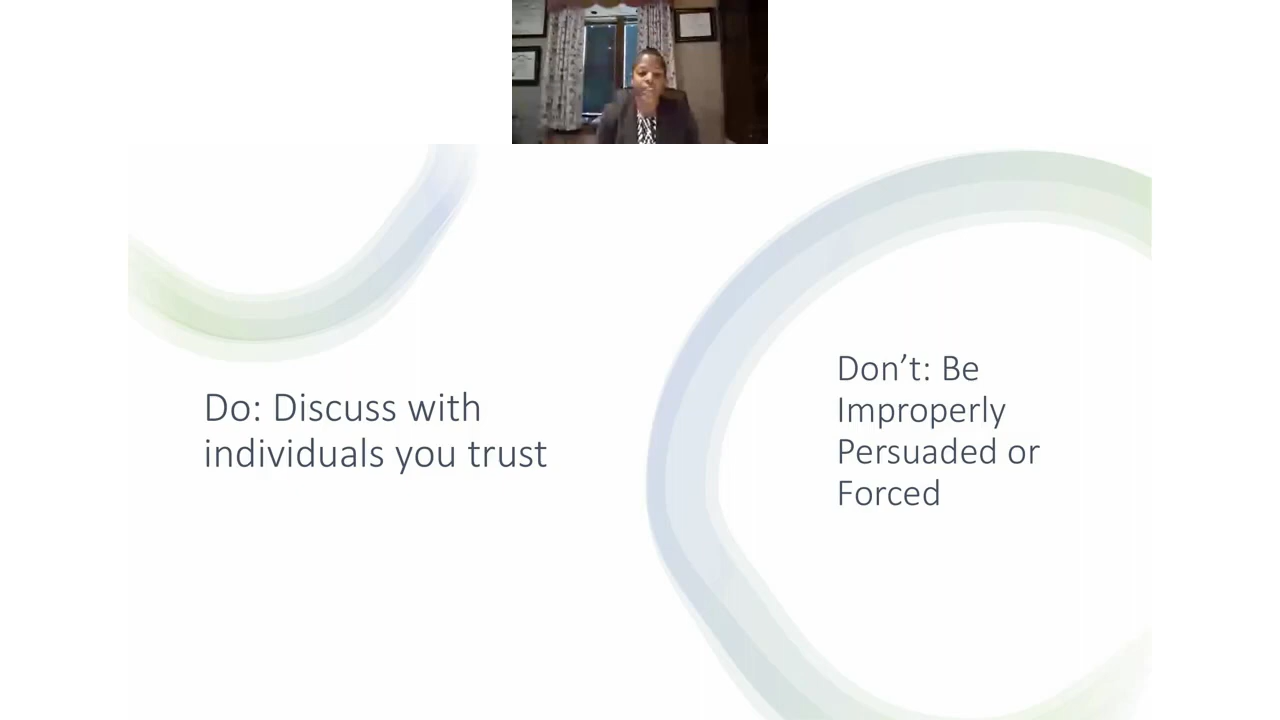 Do: Discuss with
individuals you trust
Don’t: Be
Improperly
Persuaded or
Forced